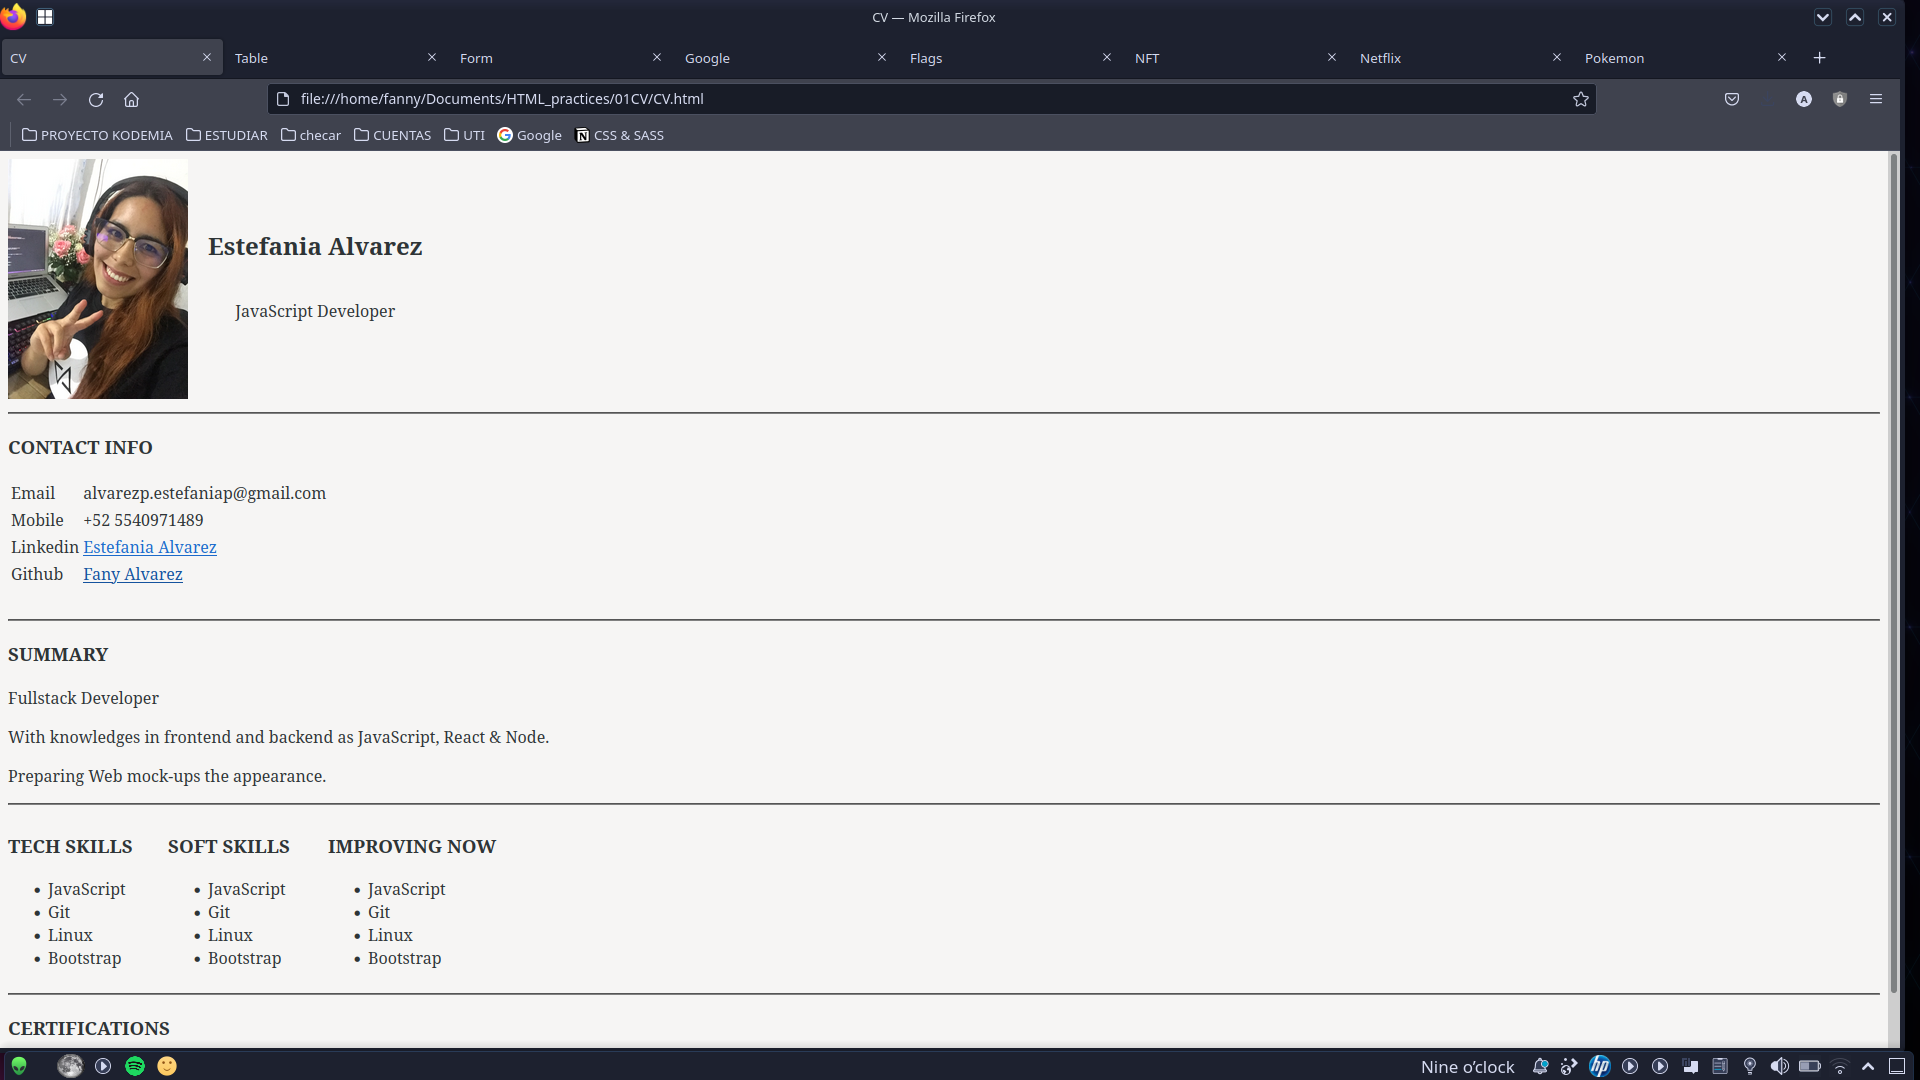 CV — Mozilla Firefox
CV Table Form Google Flags NFT Netflix Pokemon
file:///home/fanny/Documents/HTML_practices/01CV/CV.html
A
PROYECTO KODEMIA ESTUDIAR checar CUENTAS UTI Google CSS & SASS
Estefania Alvarez
JavaScript Developer
CONTACT INFO
Email alvarezp.estefaniap@gmail.com
Mobile +52 5540971489
Linkedin Estefania Alvarez
Github Fany Alvarez
SUMMARY
Fullstack Developer
With knowledges in frontend and backend as JavaScript, React & Node.
Preparing Web mock-ups the appearance.
TECH SKILLS SOFT SKILLS IMPROVING NOW
• JavaScript • JavaScript • JavaScript
• Git • Git • Git
• Linux • Linux • Linux
• Bootstrap • Bootstrap • Bootstrap
CERTIFICATIONS
Nine o’clock hp